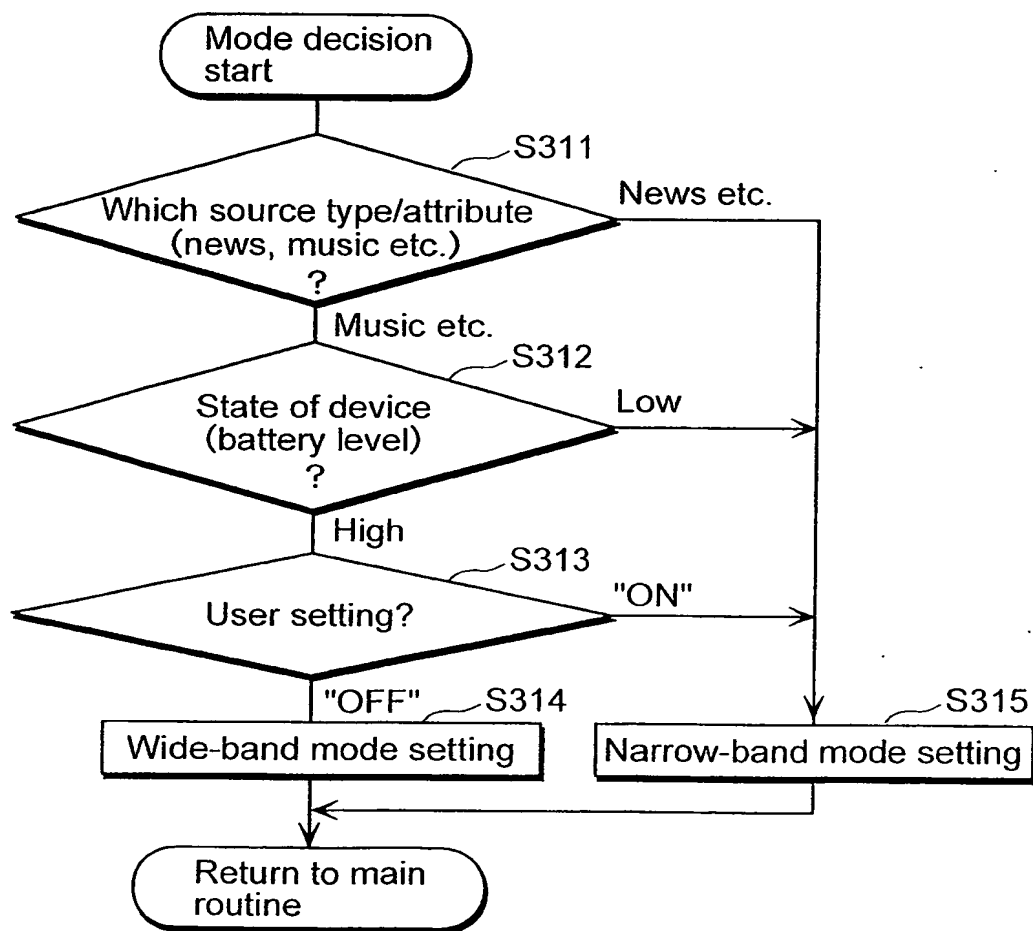 Mode decision
start
S311
Which source type/attribute
(news, music etc.)
?
News etc.
Music etc.
S312
State of device
(battery level)
?
Low
High
S313
User setting?
"ON"
"OFF"
S314
Wide-band mode setting
S315
Narrow-band mode setting
Return to main
routine